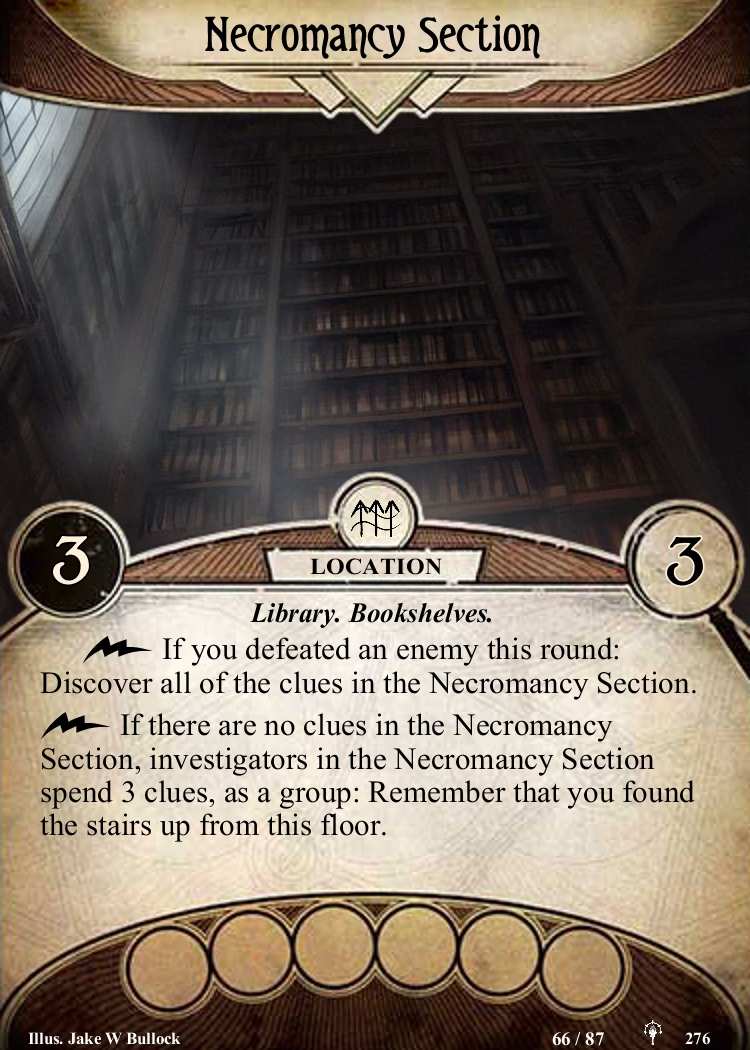 Necromancy Section
3
3
LOCATION
Library. Bookshelves.
If you defeated an enemy this round:
Discover all of the clues in the Necromancy Section.
If there are no clues in the Necromancy
Section, investigators in the Necromancy Section
spend 3 clues, as a group: Remember that you found
the stairs up from this floor.
Illus. Jake W Bullock
66 / 87
276